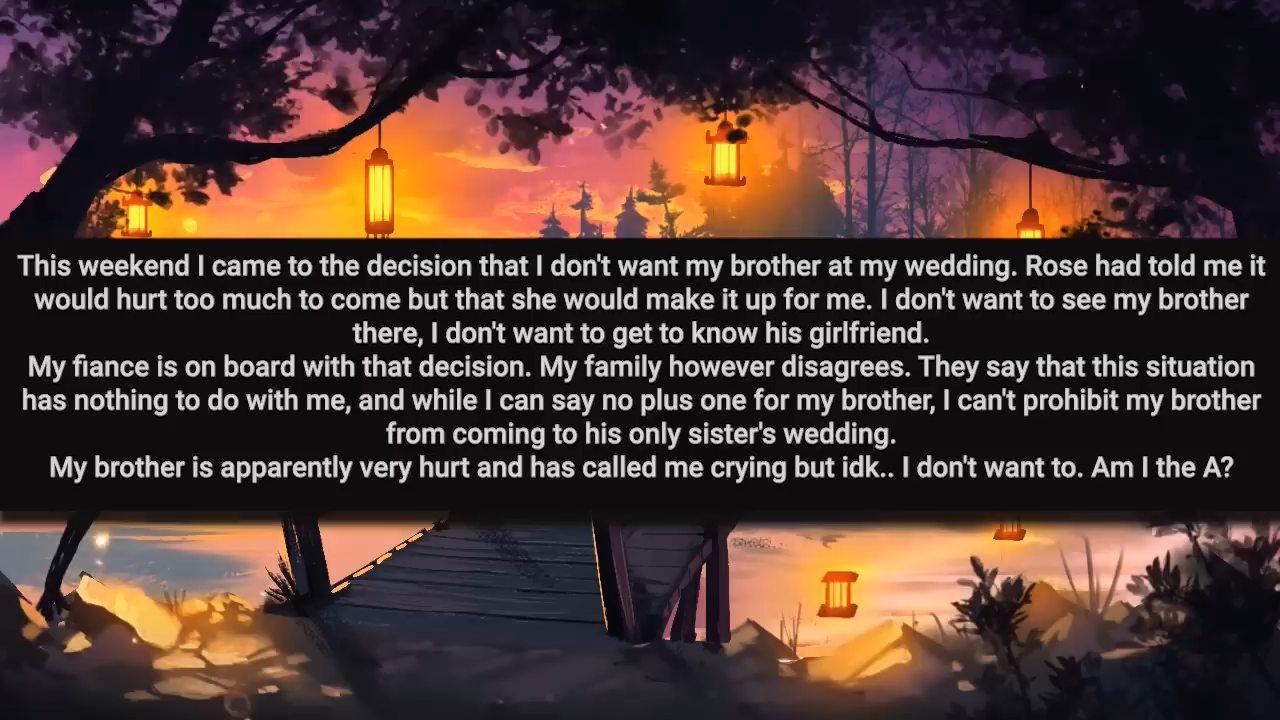 This weekend I came to the decision that I don't want my brother at my wedding. Rose had told me it
would hurt too much to come but that she would make it up for me. I don't want to see my brother
there, I don't want to get to know his girlfriend.
My fiance is on board with that decision. My family however disagrees. They say that this situation
has nothing to do with me, and while I can say no plus one for my brother, I can't prohibit my brother
from coming to his only sister's wedding.
My brother is apparently very hurt and has called me crying but idk.. I don't want to. Am I the A?